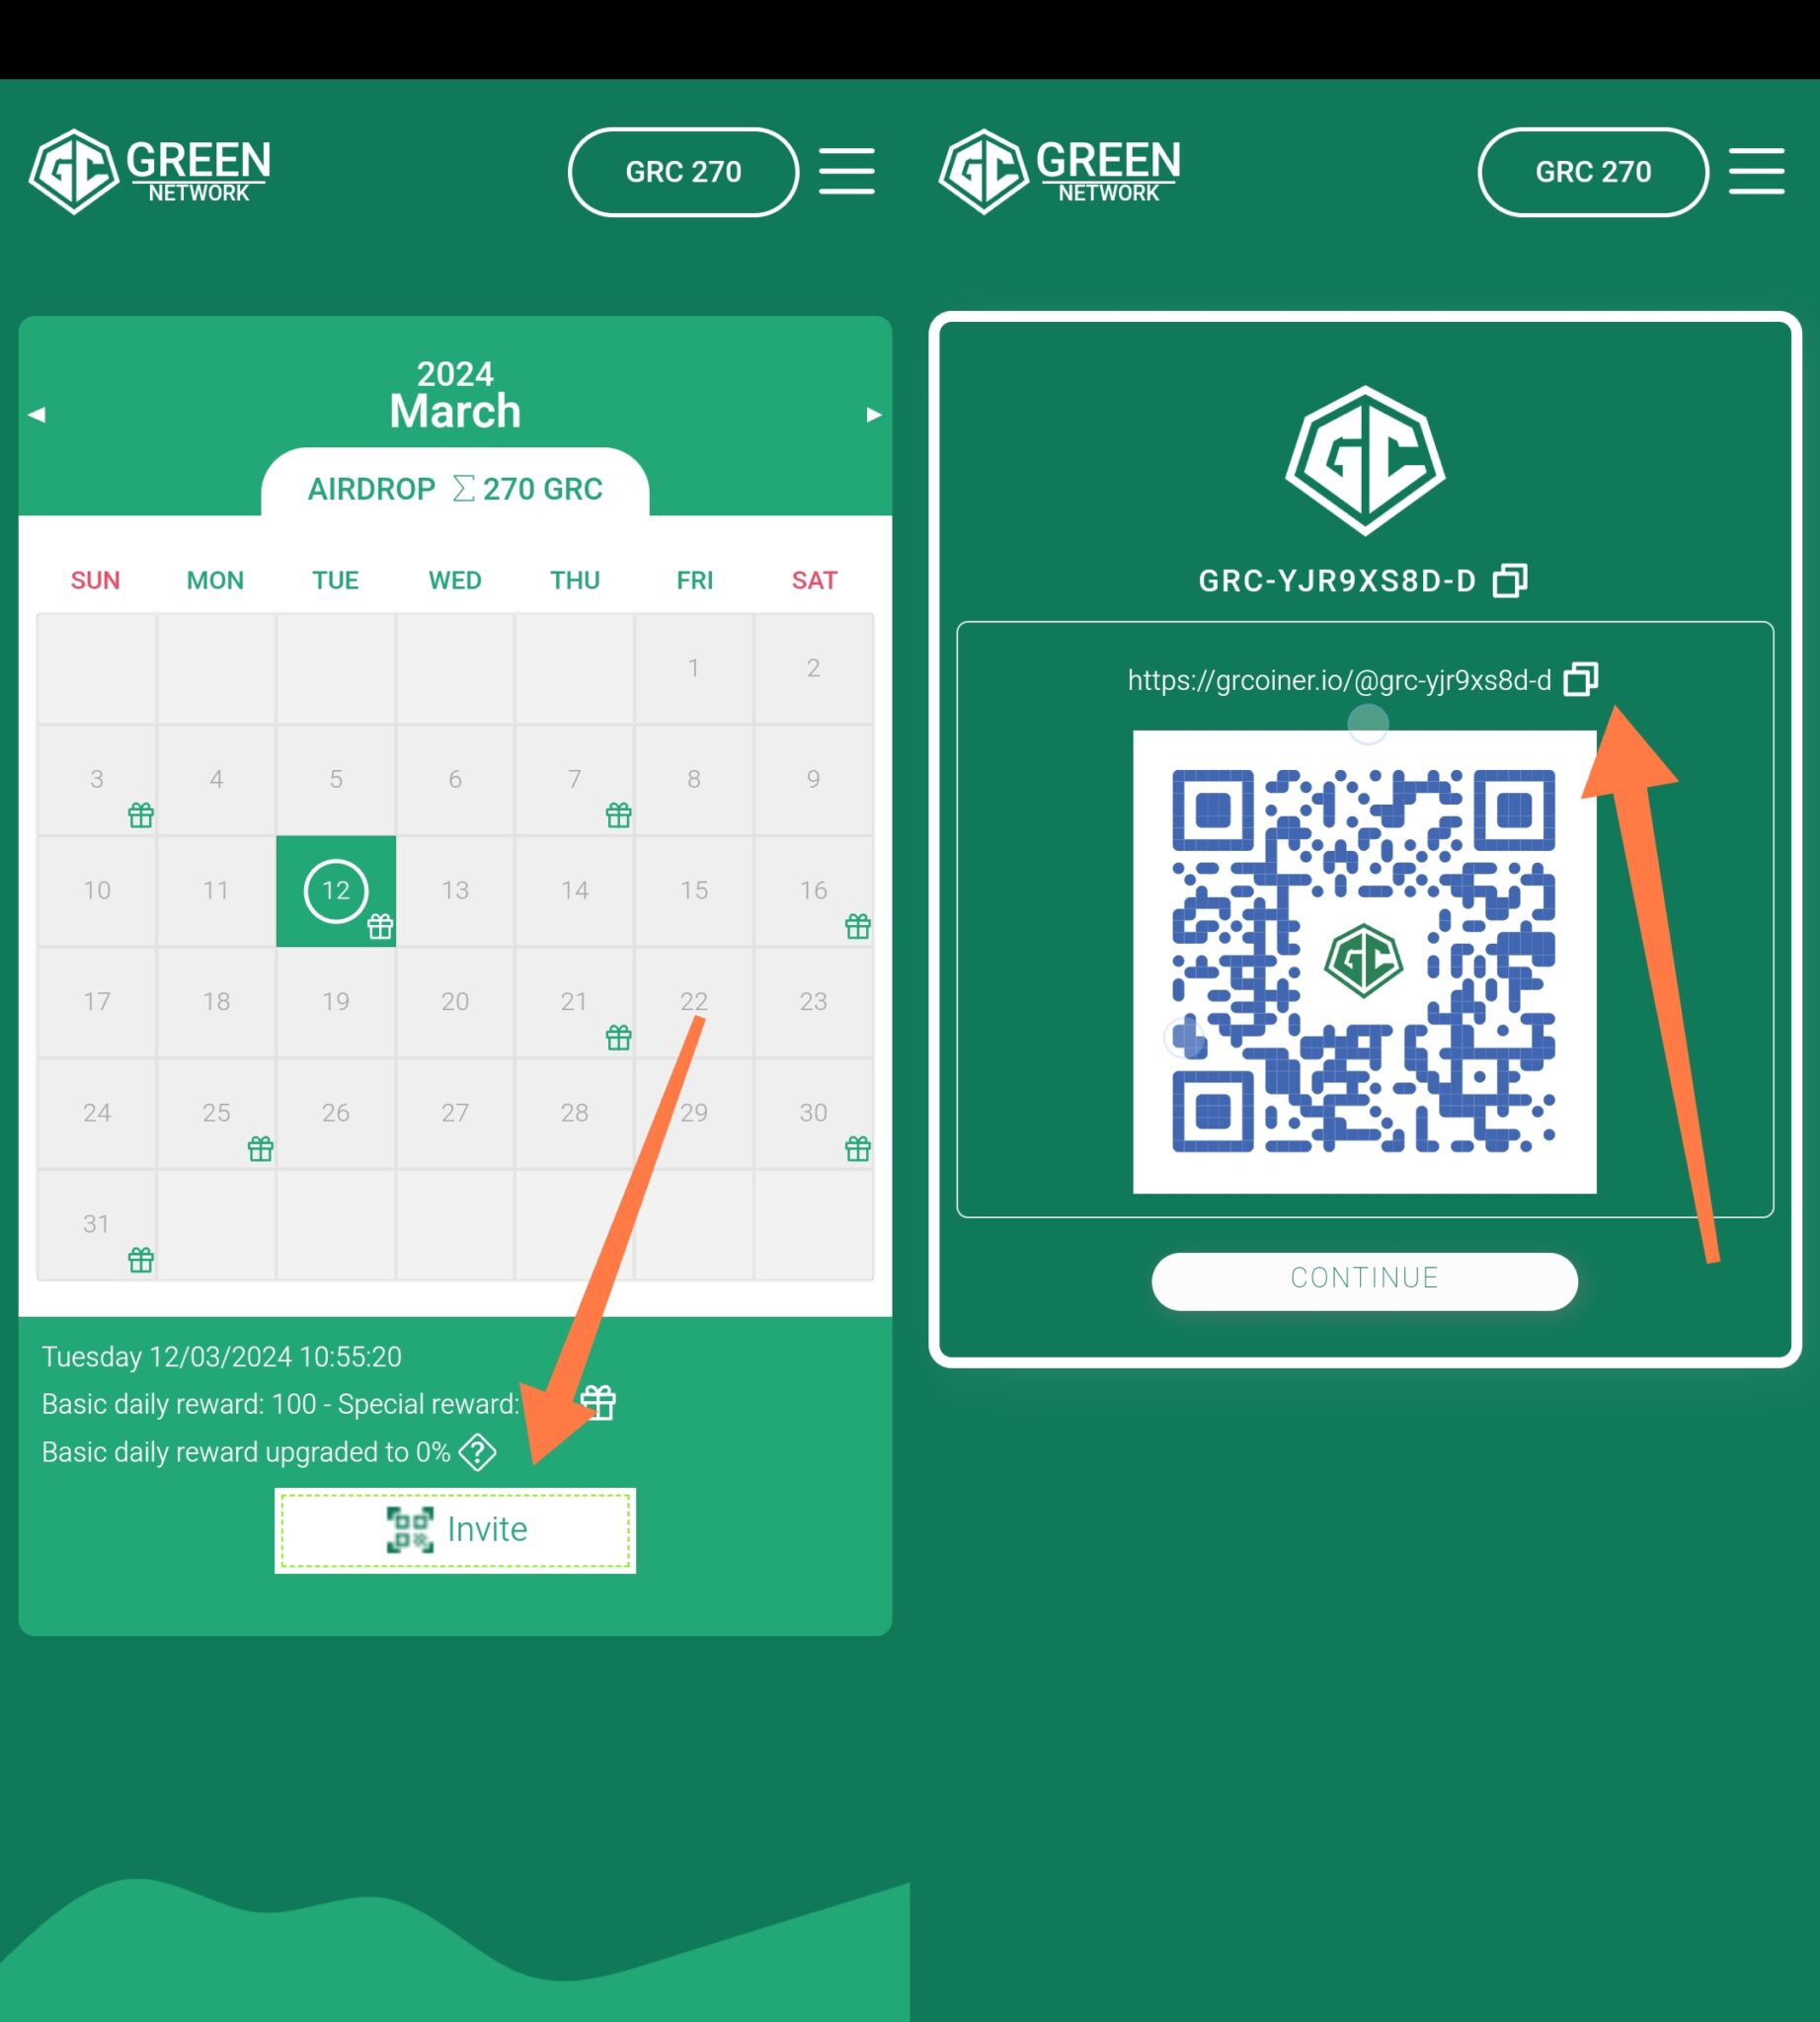 GREEN
NETWORK
GRC 270
2024
March
AIRDROP ∑ 270 GRC
SUN MON TUE WED THU FRI SAT
1 2
3 4 5 6 7 8 9
10 11 12 13 14 15 16
17 18 19 20 21 22 23
24 25 26 27 28 29 30
31
Tuesday 12/03/2024 10:55:20
Basic daily reward: 100 - Special reward:
Basic daily reward upgraded to 0% ?
Invite
GREEN
NETWORK
GRC 270
GC
GRC-YJR9XS8D-D
https://grcoiner.io/@grc-yjr9xs8d-d
GC
CONTINUE